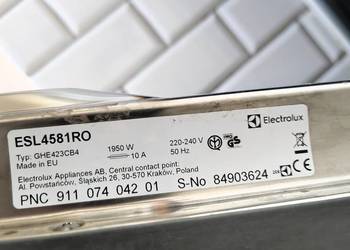 ESL4581RO
Electrolux
Typ: GHE423CB4
1950 W
220-240 V
Made in EU
10 A
50 Hz
Electrolux Appliances AB, Central contact point:
Al. Powstańców, Śląskich 26, 30-570 Kraków, Poland
PNC 911 074 042 01 S-No 84903624